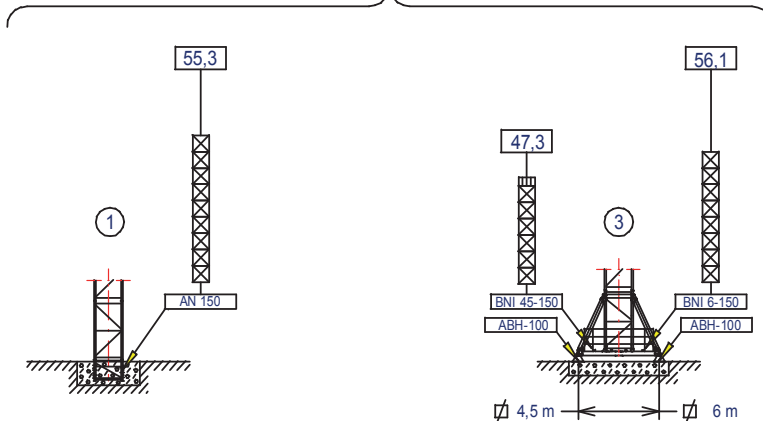 55,3
56,1
47,3
1
3
AN 150
BNI 45-150
BNI 6-150
ABH-100
ABH-100
4,5 m
6 m